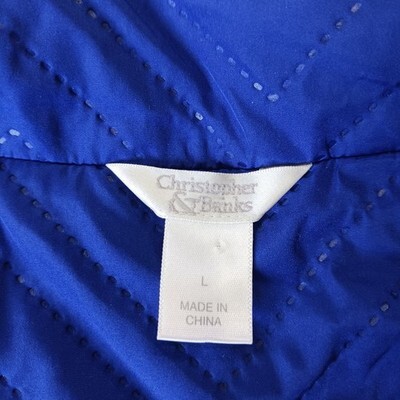 Christopher
& Banks
L
MADE IN
CHINA